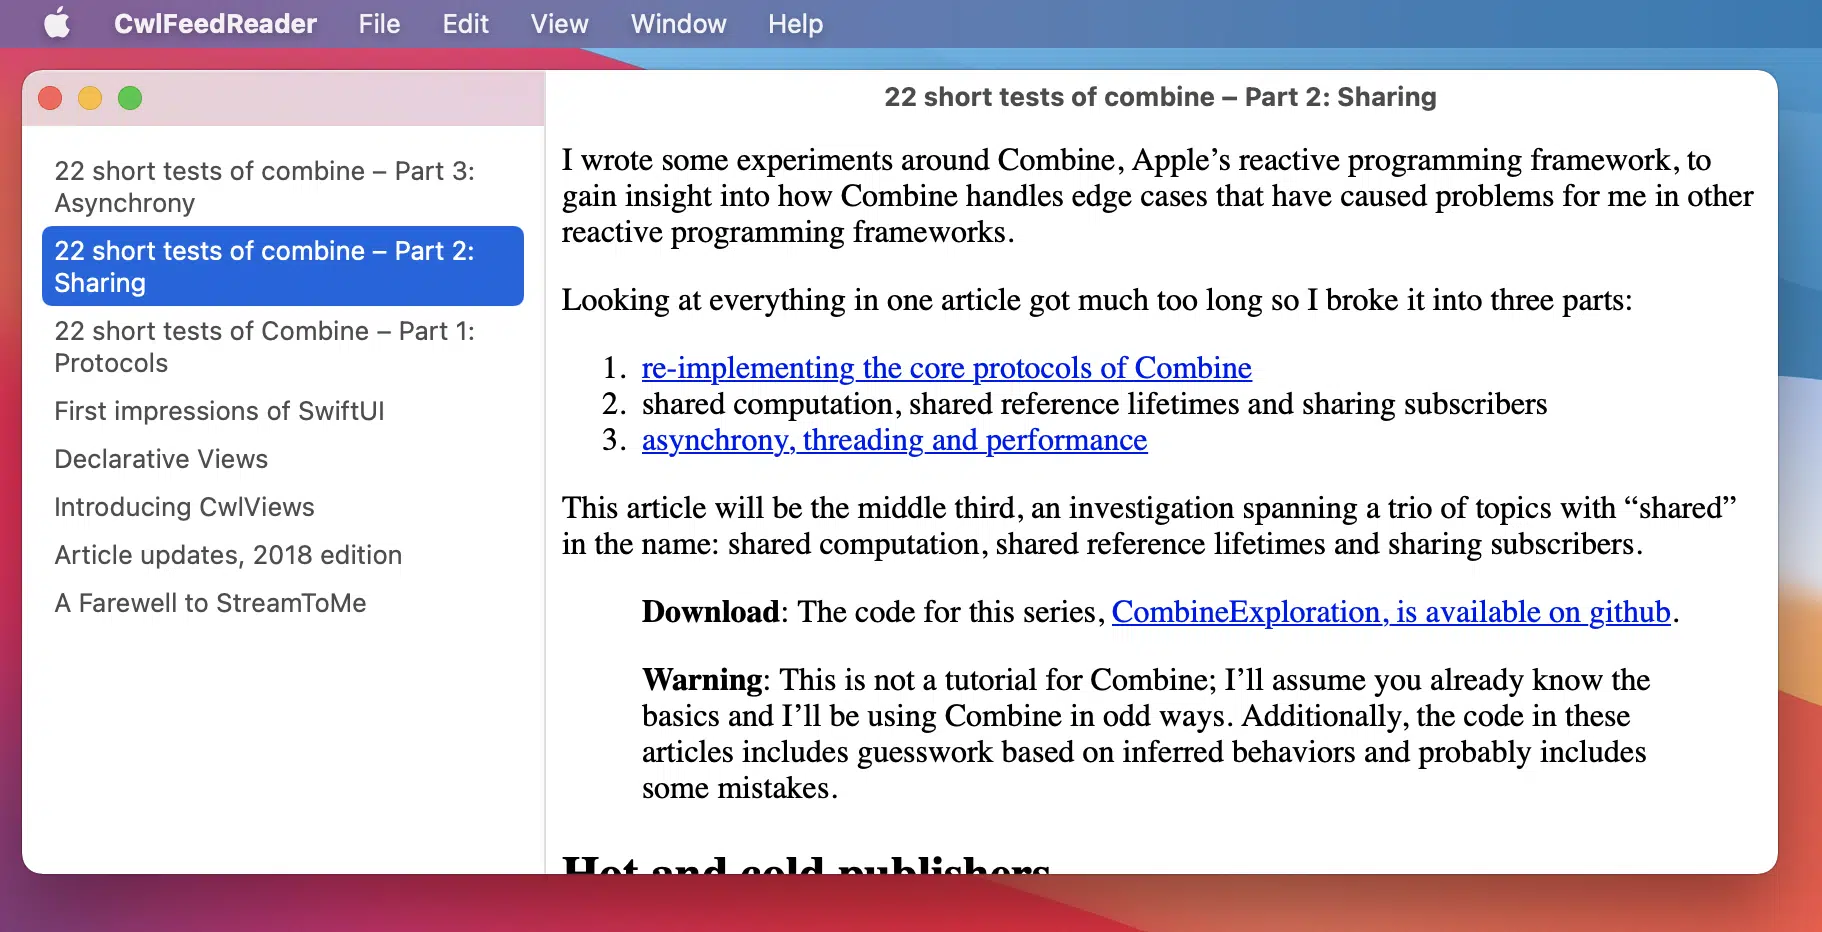 CwlFeedReader File Edit View Window Help
22 short tests of combine – Part 3:
Asynchrony
22 short tests of combine – Part 2:
Sharing
22 short tests of Combine – Part 1:
Protocols
First impressions of SwiftUI
Declarative Views
Introducing CwlViews
Article updates, 2018 edition
A Farewell to StreamToMe
22 short tests of combine – Part 2: Sharing
I wrote some experiments around Combine, Apple’s reactive programming framework, to
gain insight into how Combine handles edge cases that have caused problems for me in other
reactive programming frameworks.
Looking at everything in one article got much too long so I broke it into three parts:
1. re-implementing the core protocols of Combine
2. shared computation, shared reference lifetimes and sharing subscribers
3. asynchrony, threading and performance
This article will be the middle third, an investigation spanning a trio of topics with “shared”
in the name: shared computation, shared reference lifetimes and sharing subscribers.
Download: The code for this series, CombineExploration, is available on github.
Warning: This is not a tutorial for Combine; I’ll assume you already know the
basics and I’ll be using Combine in odd ways. Additionally, the code in these
articles includes guesswork based on inferred behaviors and probably includes
some mistakes.
Hot and cold publishers